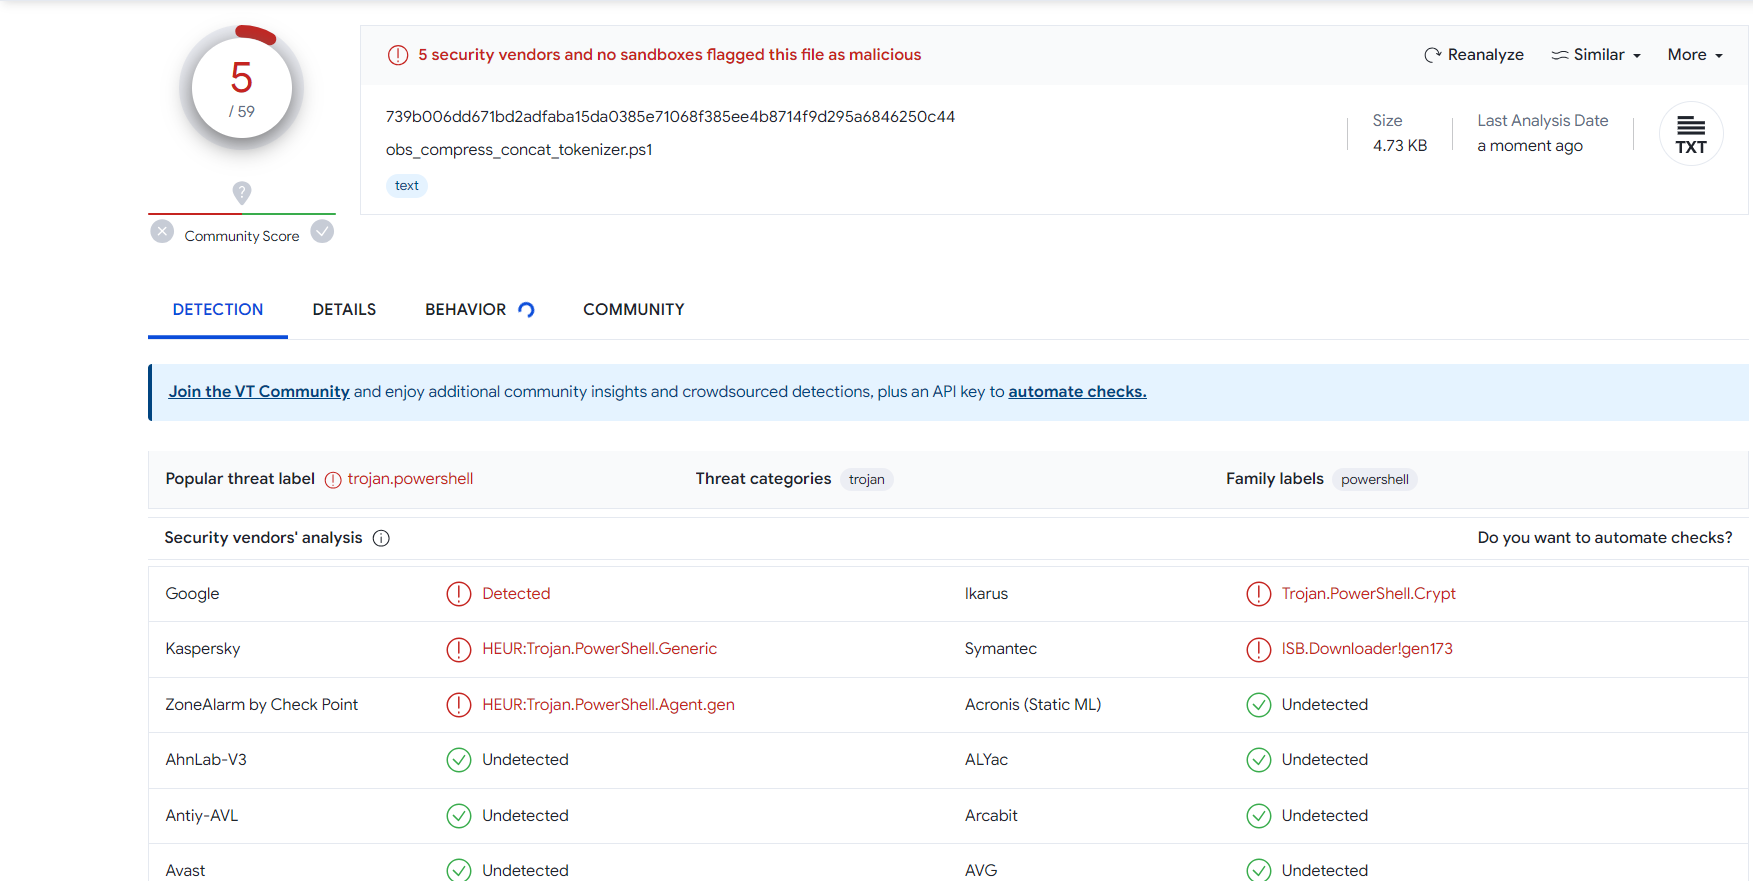 5
/ 59
Community Score
5 security vendors and no sandboxes flagged this file as malicious
Reanalyze
Similar
More
739b006dd671bd2adfaba15da0385e71068f385ee4b8714f9d295a6846250c44
obs_compress_concat_tokenizer.ps1
text
Size
4.73 KB
Last Analysis Date
a moment ago
TXT
DETECTION
DETAILS
BEHAVIOR
COMMUNITY
Join the VT Community and enjoy additional community insights and crowdsourced detections, plus an API key to automate checks.
Popular threat label trojan.powershell
Threat categories trojan
Family labels powershell
Security vendors' analysis
Do you want to automate checks?
Google Detected
Ikarus Trojan.PowerShell.Crypt
Kaspersky HEUR:Trojan.PowerShell.Generic
Symantec ISB.Downloader!gen173
ZoneAlarm by Check Point HEUR:Trojan.PowerShell.Agent.gen
Acronis (Static ML) Undetected
AhnLab-V3 Undetected
ALYac Undetected
Antiy-AVL Undetected
Arcabit Undetected
Avast Undetected
AVG Undetected